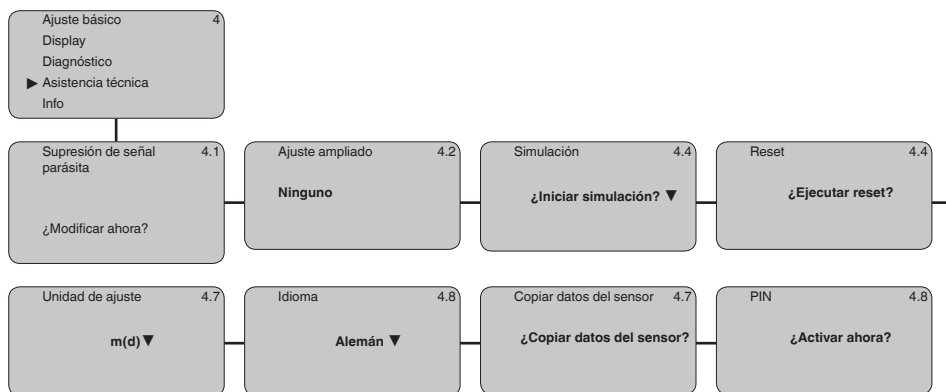 Ajuste básico 4
Display
Diagnóstico
▶ Asistencia técnica
Info
Supresión de señal 4.1
parásita
¿Modificar ahora?
Ajuste ampliado 4.2
Ninguno
Simulación 4.4
¿Iniciar simulación? ▼
Reset 4.4
¿Ejecutar reset?
Unidad de ajuste 4.7
m(d) ▼
Idioma 4.8
Alemán ▼
Copiar datos del sensor 4.7
¿Copiar datos del sensor?
PIN 4.8
¿Activar ahora?